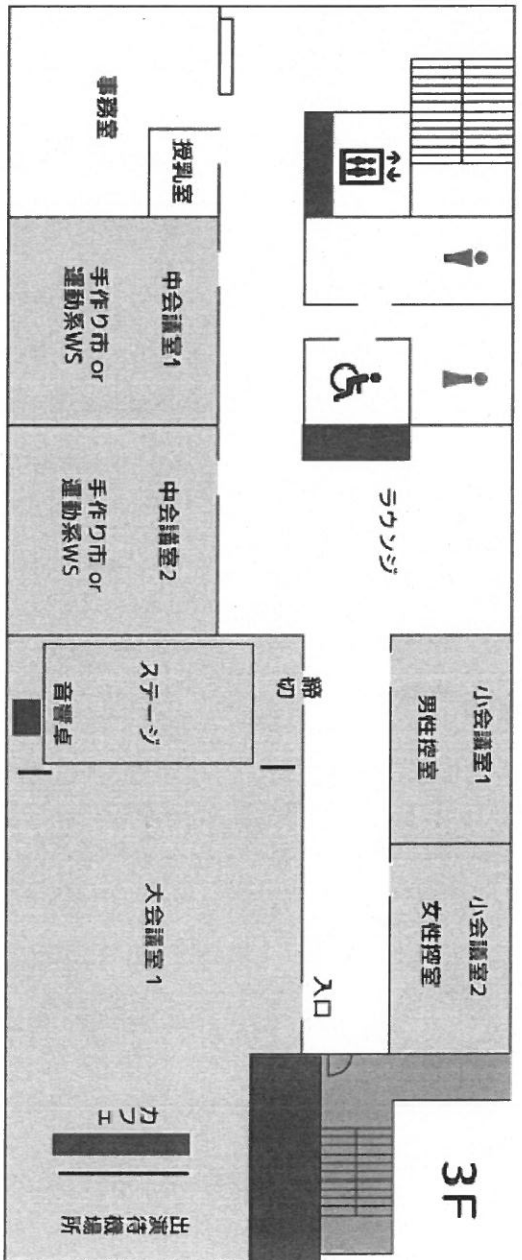 3F
小会議室1
男性控室
小会議室2
女性控室
ラウンジ
締切
入口
授乳室
事務室
中会議室1
手作り市 or
運動系WS
中会議室2
手作り市 or
運動系WS
ステージ
音響卓
大会議室1
カフェ
出演待機場所